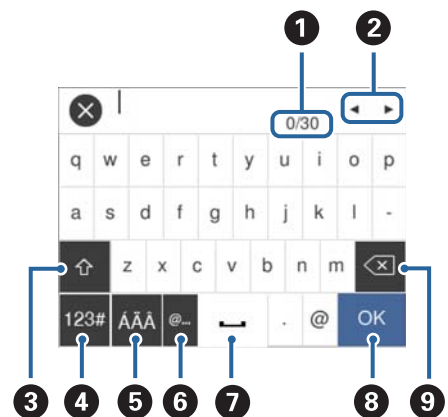 1 2
0/30 ◄ ►
q w e r t y u i o p
a s d f g h j k l -
z x c v b n m
123# ÁÃÂ @... . @ OK
3 4 5 6 7 8 9